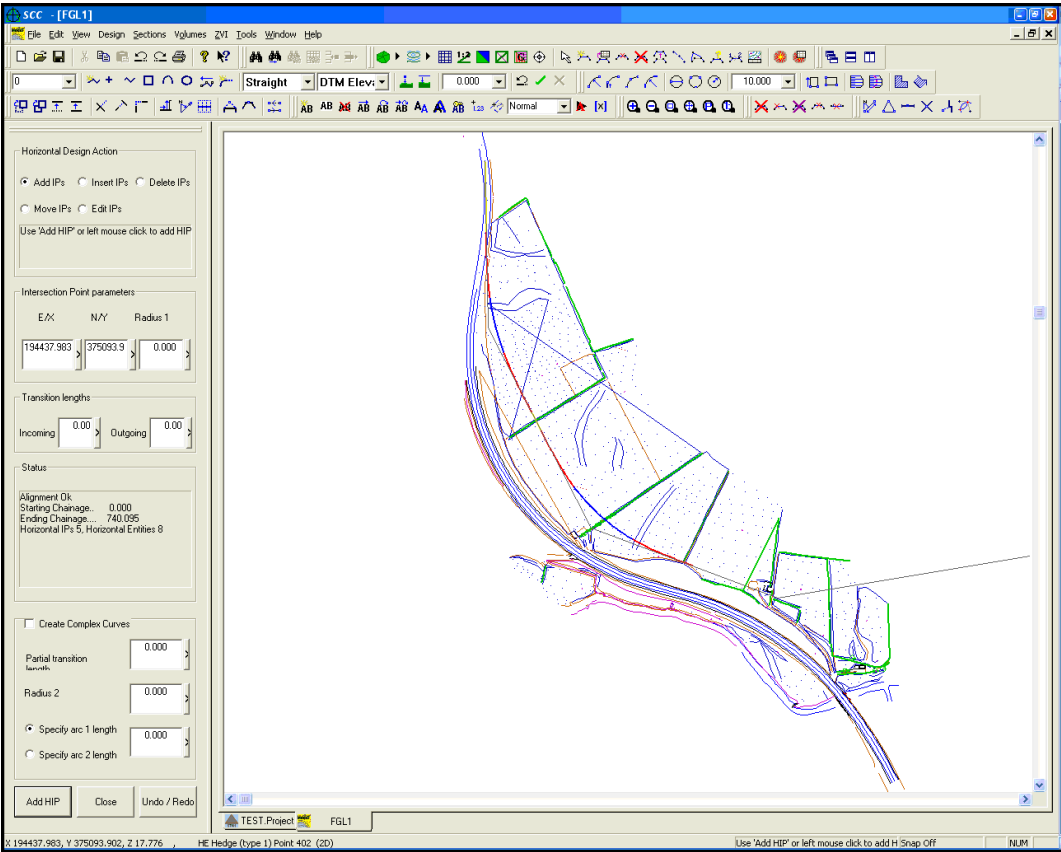 SCC - [FGL1]
File Edit View Design Sections Volumes ZVI Tools Window Help
0 Straight DTM Elev: 0.000 10.000
Normal
Horizontal Design Action
Add IPs Insert IPs Delete IPs
Move IPs Edit IPs
Use 'Add HIP' or left mouse click to add HIP
Intersection Point parameters
E/X N/Y Radius 1
194437.983 375093.9 0.000
Transition lengths
Incoming 0.00 Outgoing 0.00
Status
Alignment Ok
Starting Chainage.. 0.000
Ending Chainage.... 740.095
Horizontal IPs 5, Horizontal Entities 8
Create Complex Curves
Partial transition 0.000
length
Radius 2 0.000
Specify arc 1 length 0.000
Specify arc 2 length
Add HIP Close Undo / Redo
TEST.Project FGL1
X 194437.983, Y 375093.902, Z 17.776 , HE Hedge (type 1) Point 402 (2D) Use 'Add HIP' or left mouse click to add H Snap Off NUM